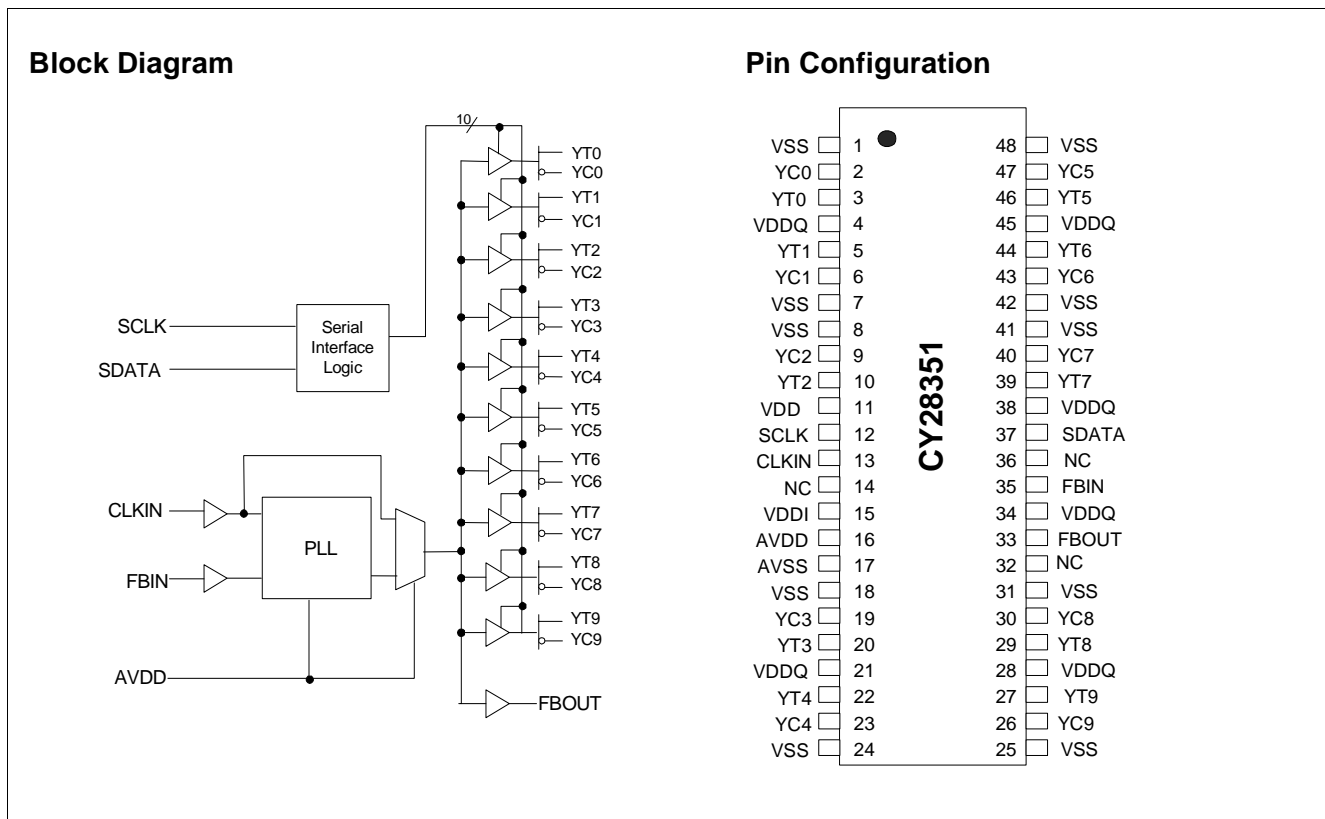 Block Diagram
10
YT0
YC0
YT1
YC1
YT2
YC2
YT3
YC3
YT4
YC4
YT5
YC5
YT6
YC6
YT7
YC7
YT8
YC8
YT9
YC9
SCLK
SDATA
Serial
Interface
Logic
CLKIN
FBIN
PLL
AVDD
FBOUT
Pin Configuration
CY28351
VSS 1 48 VSS
YC0 2 47 YC5
YT0 3 46 YT5
VDDQ 4 45 VDDQ
YT1 5 44 YT6
YC1 6 43 YC6
VSS 7 42 VSS
VSS 8 41 VSS
YC2 9 40 YC7
YT2 10 39 YT7
VDD 11 38 VDDQ
SCLK 12 37 SDATA
CLKIN 13 36 NC
NC 14 35 FBIN
VDDI 15 34 VDDQ
AVDD 16 33 FBOUT
AVSS 17 32 NC
VSS 18 31 VSS
YC3 19 30 YC8
YT3 20 29 YT8
VDDQ 21 28 VDDQ
YT4 22 27 YT9
YC4 23 26 YC9
VSS 24 25 VSS